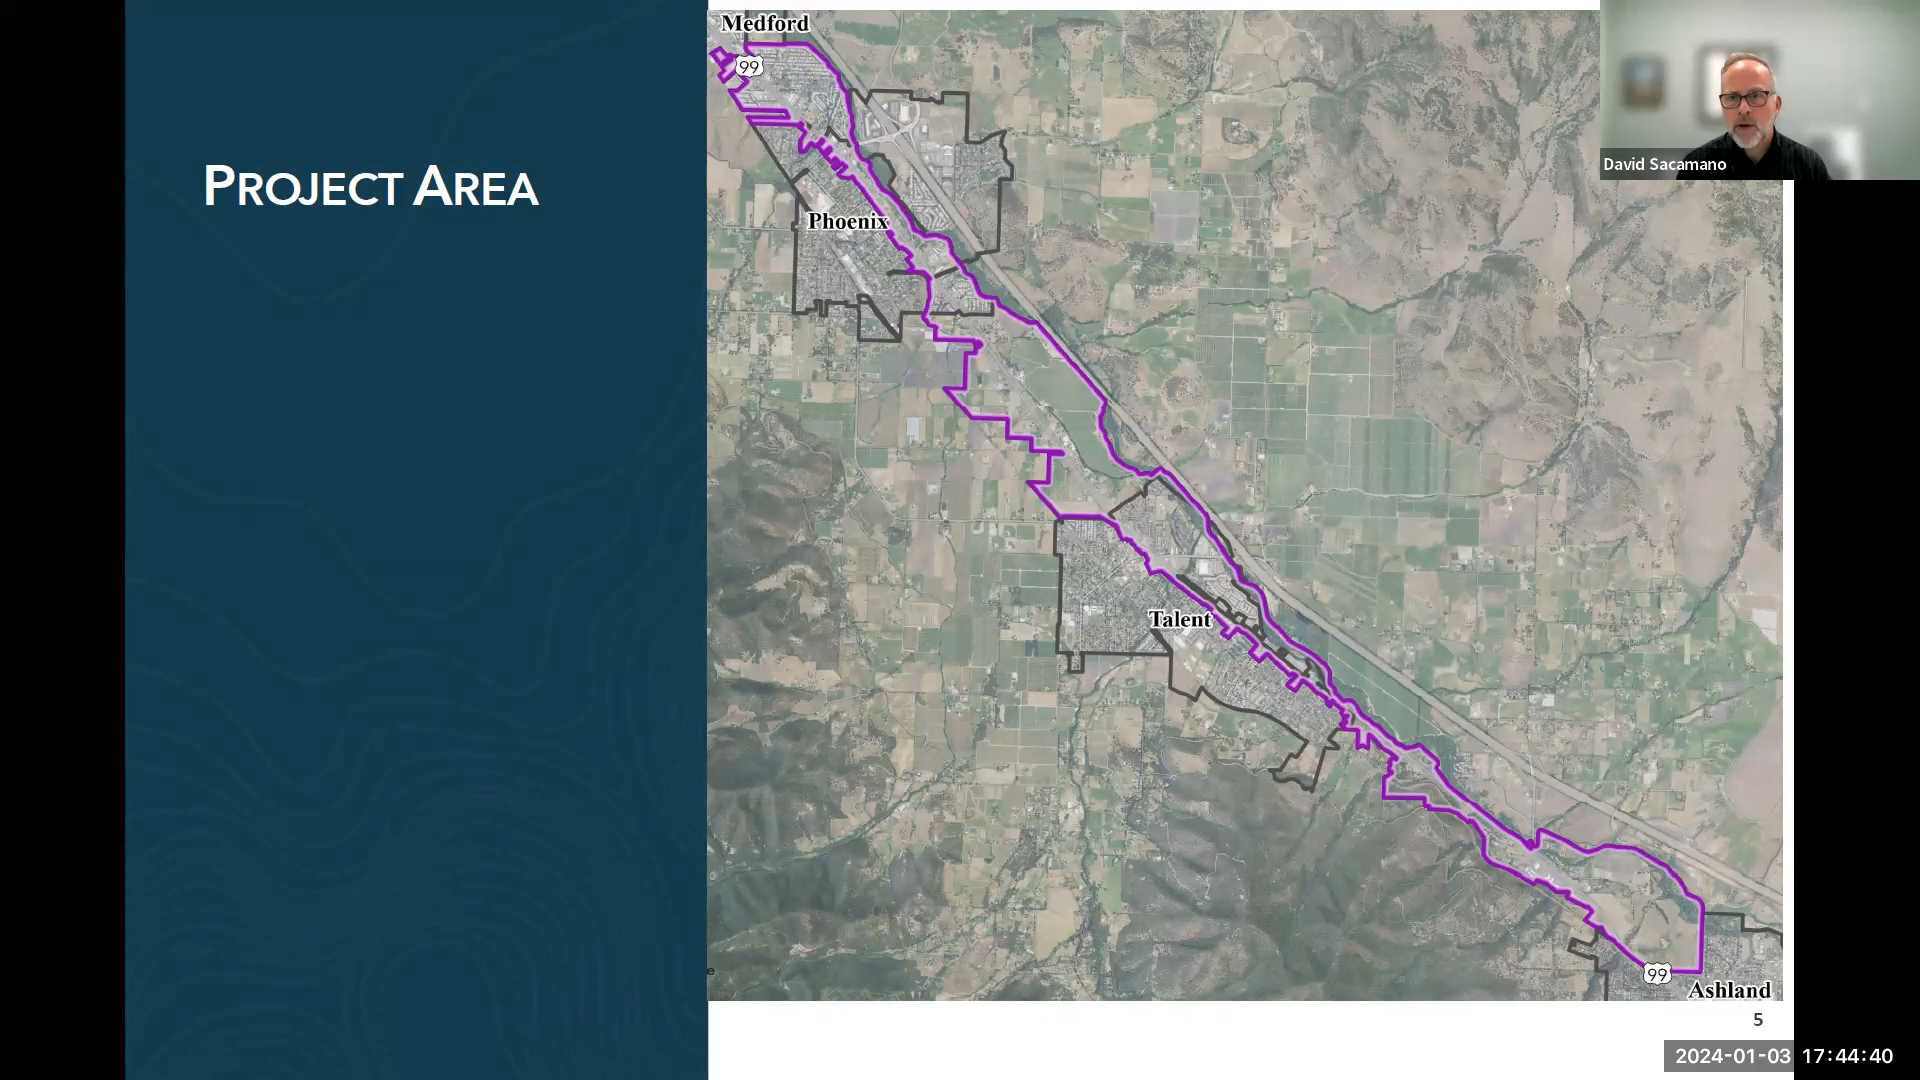 PROJECT AREA
Medford
99
Phoenix
Talent
99
Ashland
e
5
David Sacamano
2024-01-03 17:44:40